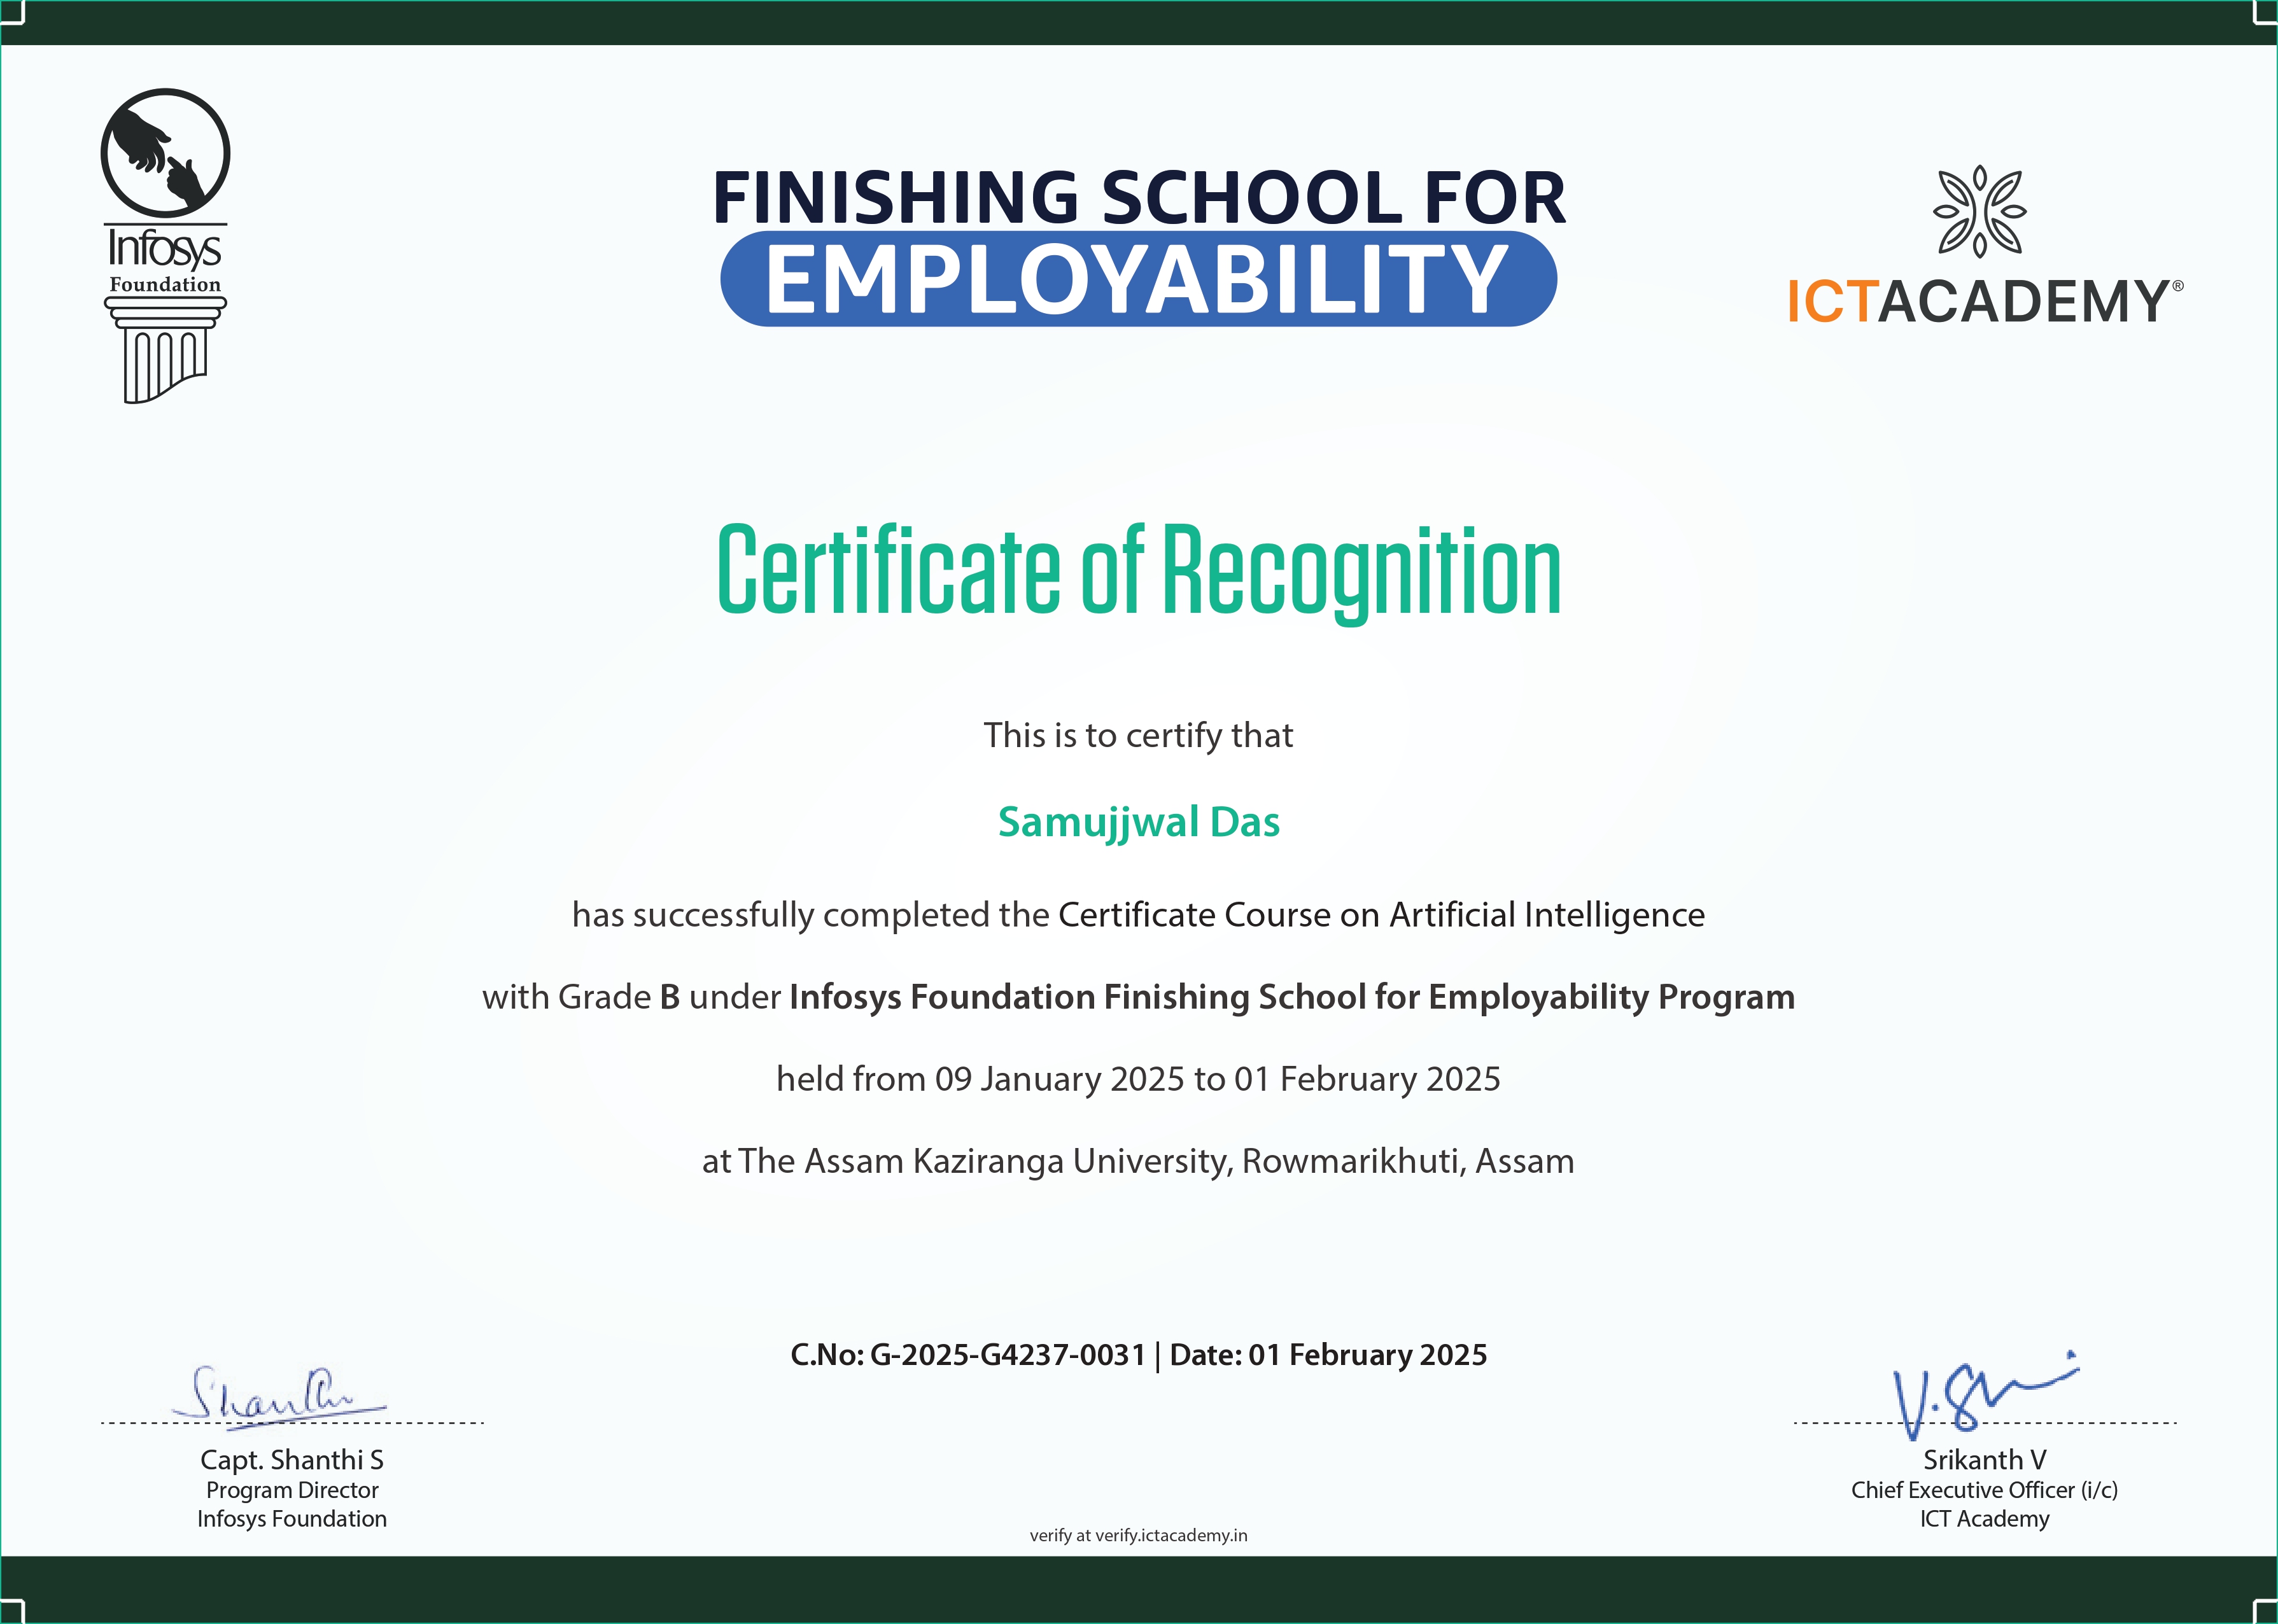 Infosys
Foundation
FINISHING SCHOOL FOR
EMPLOYABILITY
ICTACADEMY®
Certificate of Recognition
This is to certify that
Samujjwal Das
has successfully completed the Certificate Course on Artificial Intelligence
with Grade B under Infosys Foundation Finishing School for Employability Program
held from 09 January 2025 to 01 February 2025
at The Assam Kaziranga University, Rowmarikhuti, Assam
C.No: G-2025-G4237-0031 | Date: 01 February 2025
Shanthi
Capt. Shanthi S
Program Director
Infosys Foundation
V.Sri
Srikanth V
Chief Executive Officer (i/c)
ICT Academy
verify at verify.ictacademy.in